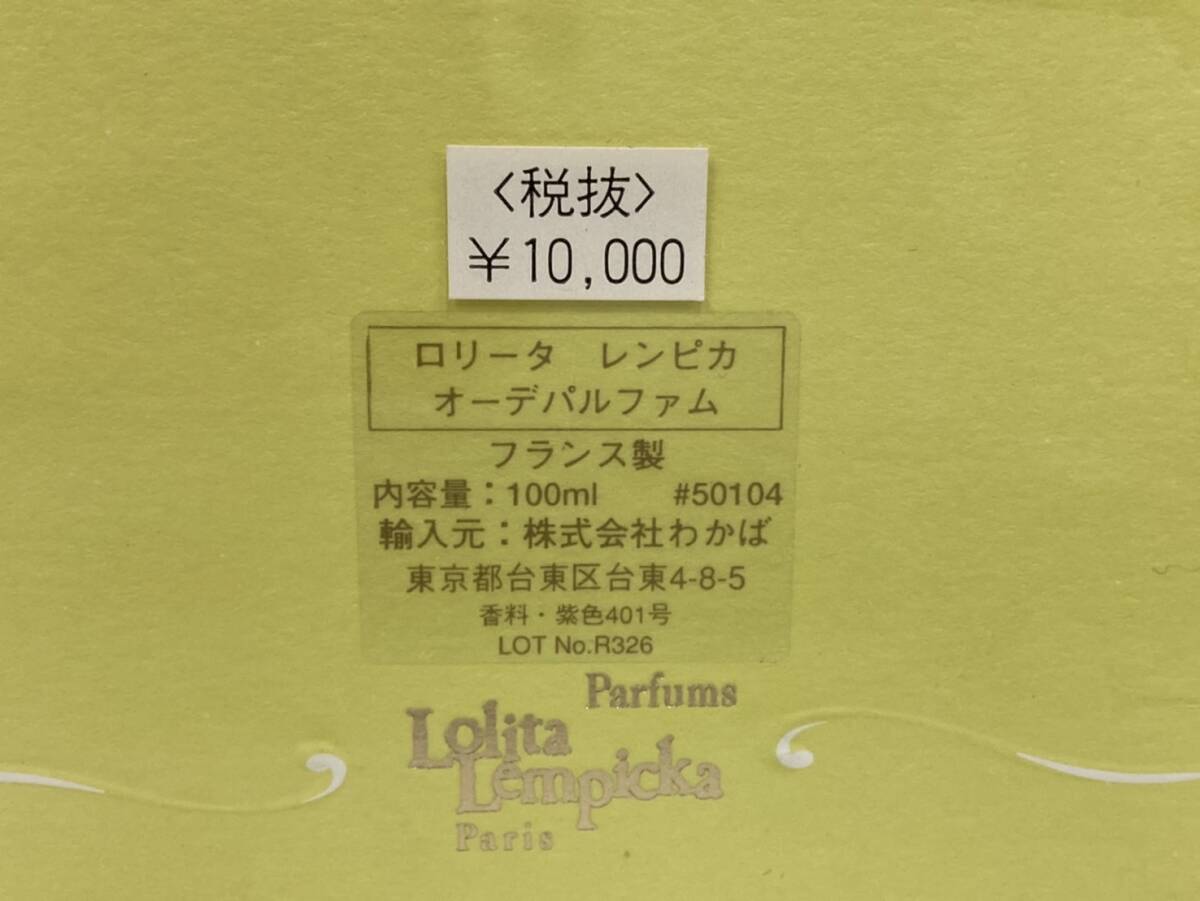 〈税抜〉
¥10,000
ロリータ レンピカ
オーデパルファム
フランス製
内容量：100ml #50104
輸入元：株式会社わかば
東京都台東区台東4-8-5
香料・紫色401号
LOT No.R326
Parfums
Lolita
Lempicka
Paris